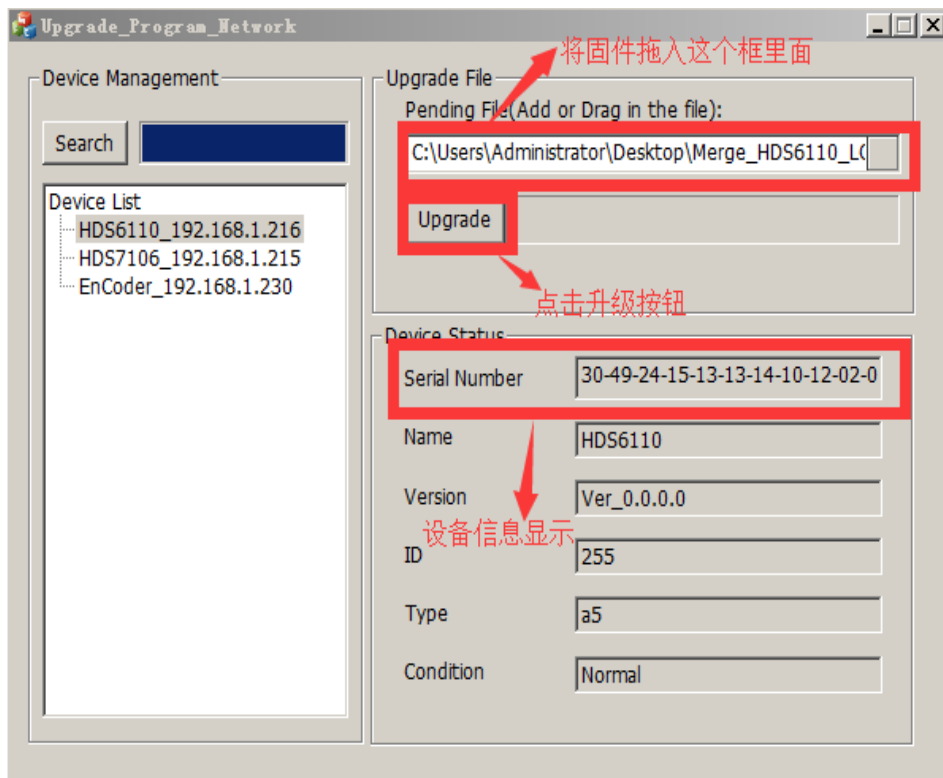 Upgrade_Program_Network
将固件拖入这个框里面
Device Management
Search
Device List
HDS6110_192.168.1.216
HDS7106_192.168.1.215
EnCoder_192.168.1.230
Upgrade File
Pending File(Add or Drag in the file):
C:\Users\Administrator\Desktop\Merge_HDS6110_L
Upgrade
点击升级按钮
Device Status
Serial Number
30-49-24-15-13-13-14-10-12-02-0
Name
HDS6110
Version
Ver_0.0.0.0
设备信息显示
ID
255
Type
a5
Condition
Normal